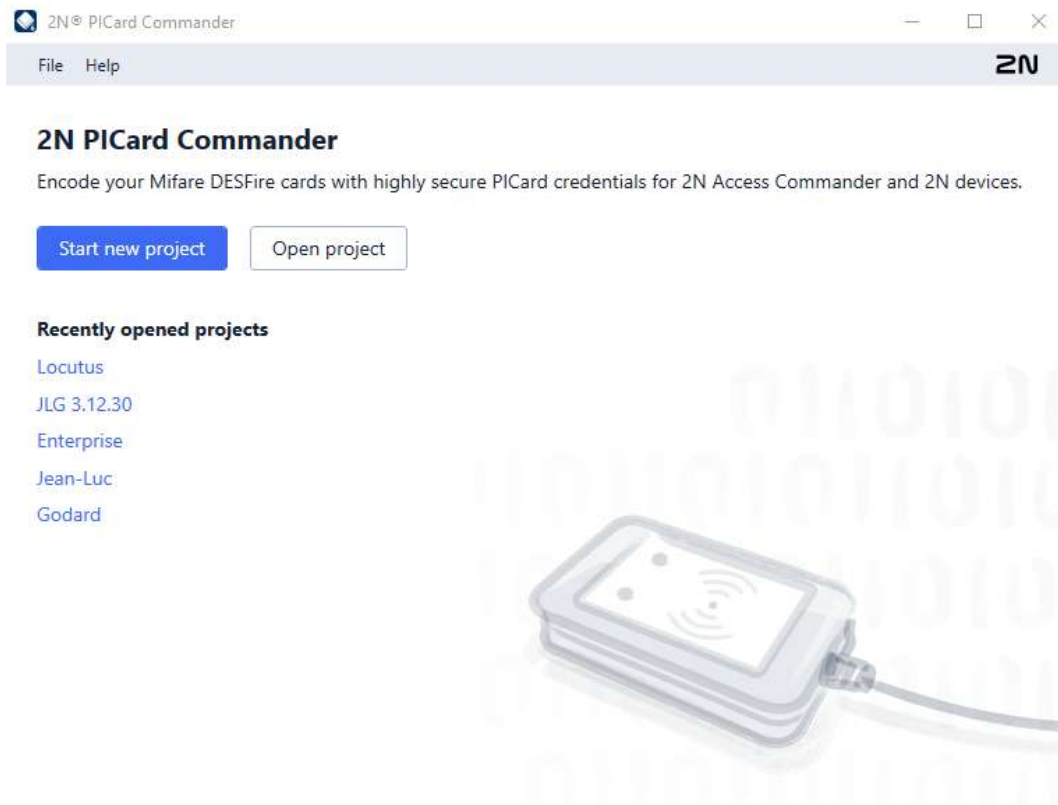 2N® PICard Commander
File Help 2N
2N PICard Commander
Encode your Mifare DESFire cards with highly secure PICard credentials for 2N Access Commander and 2N devices.
Start new project Open project
Recently opened projects
Locutus
JLG 3.12.30
Enterprise
Jean-Luc
Godard